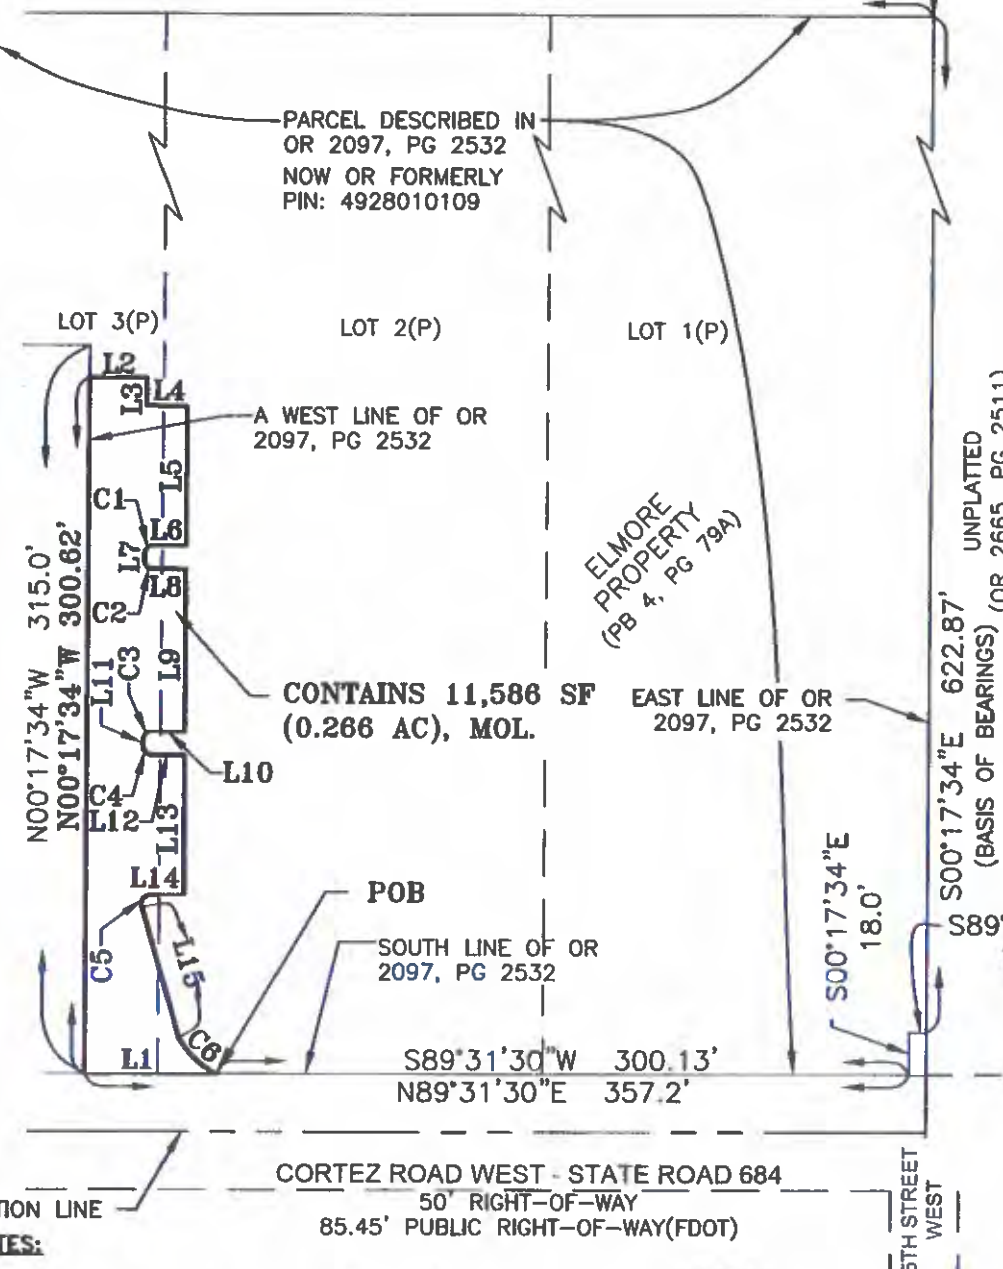 PARCEL DESCRIBED IN
OR 2097, PG 2532
NOW OR FORMERLY
PIN: 4928010109
LOT 3(P)
LOT 2(P)
LOT 1(P)
L2
L3
L4
A WEST LINE OF OR
2097, PG 2532
L5
C1
L6
L7
L8
C2
N00°17'34"W 315.0'
N00°17'34"W 300.62'
C3
L11
L9
ELMORE
PROPERTY
(PB 4, PG 79A)
CONTAINS 11,586 SF
(0.266 AC), MOL.
L10
EAST LINE OF OR
2097, PG 2532
UNPLATTED
(OR 2665, PG 2511)
S00°17'34"E 622.87'
(BASIS OF BEARINGS)
C4
L12
L13
L14
POB
C5
L15
SOUTH LINE OF OR
2097, PG 2532
S00°17'34"E
18.0'
S89°
L1
C6
S89°31'30"W 300.13'
N89°31'30"E 357.2'
CORTEZ ROAD WEST - STATE ROAD 684
50' RIGHT-OF-WAY
85.45' PUBLIC RIGHT-OF-WAY(FDOT)
5TH STREET
WEST
TION LINE
TES: